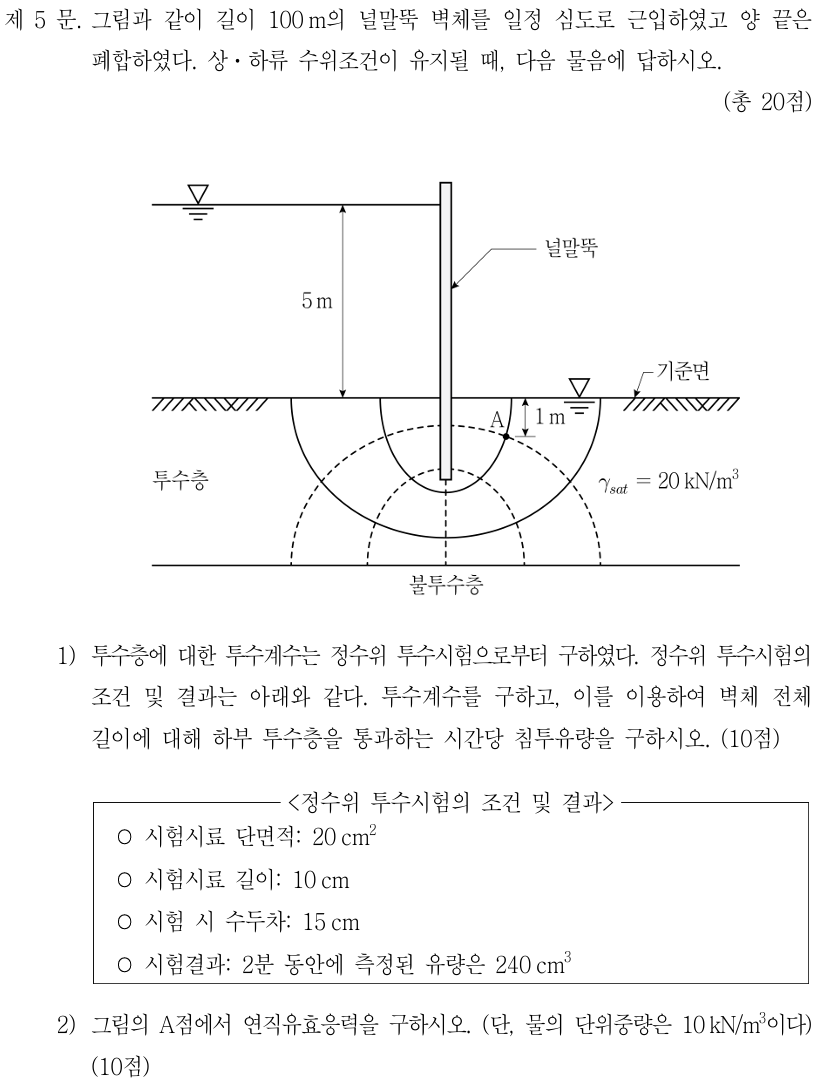 제 5 문. 그림과 같이 길이 100 m의 널말뚝 벽체를 일정 심도로 근입하였고 양 끝은
폐합하였다. 상·하류 수위조건이 유지될 때, 다음 물음에 답하시오.
(총 20점)
널말뚝
5 m
기준면
A
1 m
투수층
γsat = 20 kN/m³
불투수층
1) 투수층에 대한 투수계수는 정수위 투수시험으로부터 구하였다. 정수위 투수시험의
조건 및 결과는 아래와 같다. 투수계수를 구하고, 이를 이용하여 벽체 전체
길이에 대해 하부 투수층을 통과하는 시간당 침투유량을 구하시오. (10점)
<정수위 투수시험의 조건 및 결과>
○ 시험시료 단면적: 20 cm²
○ 시험시료 길이: 10 cm
○ 시험 시 수두차: 15 cm
○ 시험결과: 2분 동안에 측정된 유량은 240 cm³
2) 그림의 A점에서 연직유효응력을 구하시오. (단, 물의 단위중량은 10 kN/m³이다)
(10점)